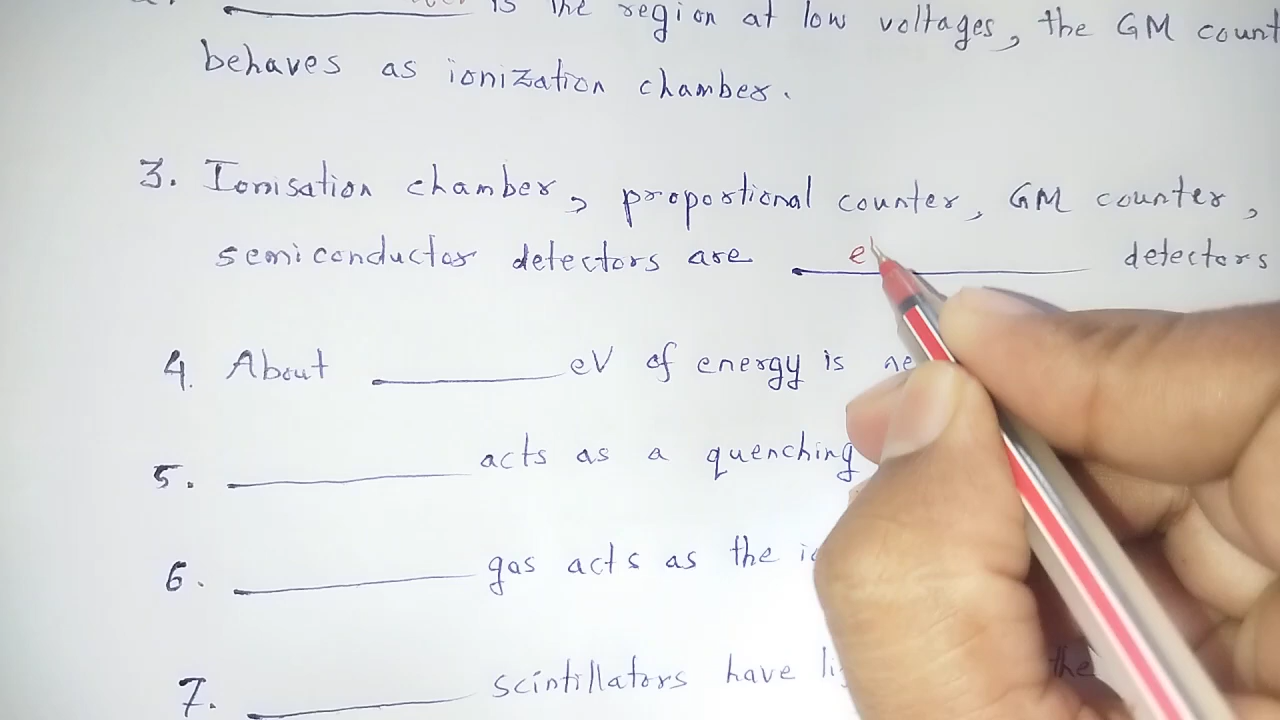 is the region at low voltages, the GM count
behaves as ionization chamber.
3. Ionisation chamber, proportional counter, GM counter,
semiconductor detectors are e detectors
4. About eV of energy is ne
5. acts as a quenching
6. gas acts as the
7. scintillators have the